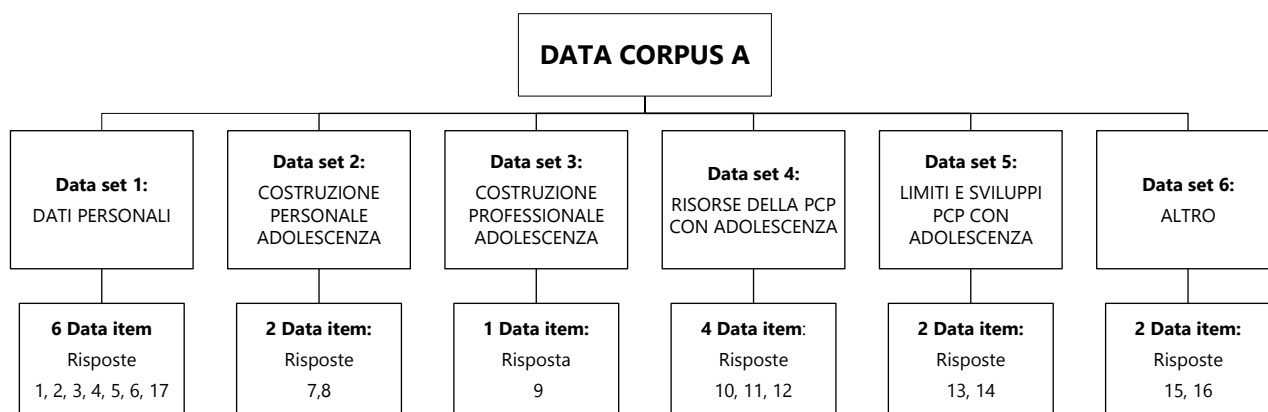 DATA CORPUS A
Data set 1:
DATI PERSONALI
Data set 2:
COSTRUZIONE
PERSONALE
ADOLESCENZA
Data set 3:
COSTRUZIONE
PROFESSIONALE
ADOLESCENZA
Data set 4:
RISORSE DELLA PCP
CON ADOLESCENZA
Data set 5:
LIMITI E SVILUPPI
PCP CON
ADOLESCENZA
Data set 6:
ALTRO
6 Data item
Risposte
1, 2, 3, 4, 5, 6, 17
2 Data item:
Risposte
7,8
1 Data item:
Risposta
9
4 Data item:
Risposte
10, 11, 12
2 Data item:
Risposte
13, 14
2 Data item:
Risposte
15, 16